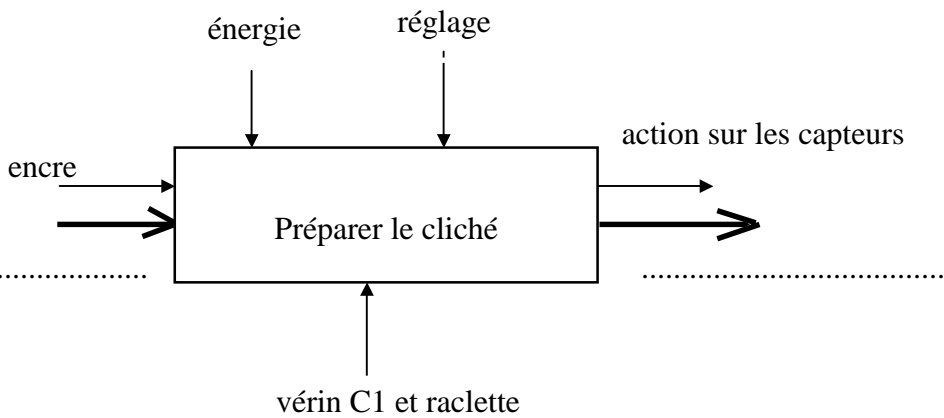 énergie
réglage
action sur les capteurs
encre
Préparer le cliché
....................
.......................................
vérin C1 et raclette